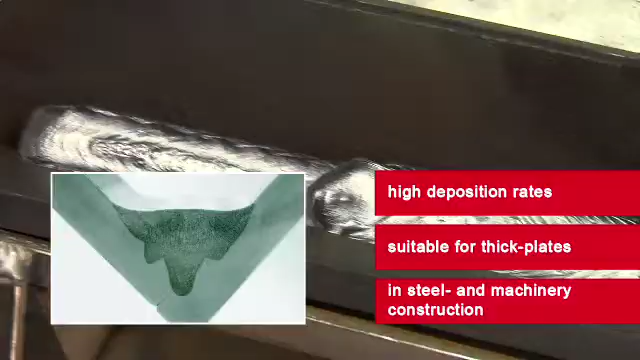 high deposition rates
suitable for thick-plates
in steel- and machinery
construction